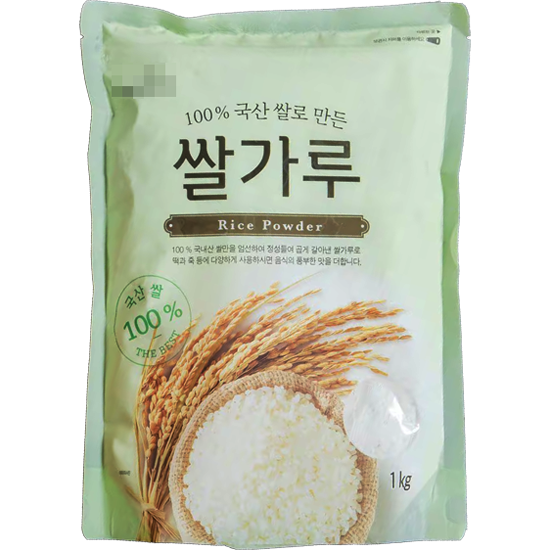 100% 국산 쌀로 만든
쌀가루
Rice Powder
100 % 국내산 쌀만을 엄선하여 정성들여 곱게 갈아낸 쌀가루로
떡과 죽 등에 다양하게 사용하시면 음식의 풍부한 맛을 더합니다.
국산 쌀
100%
THE BEST
1kg